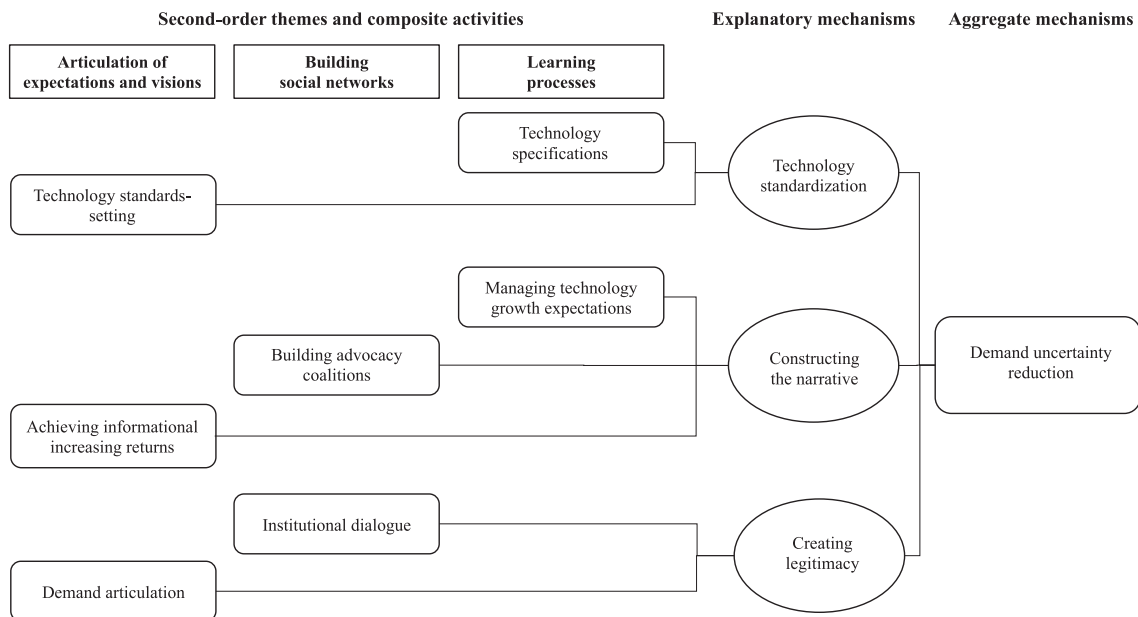 Second-order themes and composite activities
Explanatory mechanisms
Aggregate mechanisms
Articulation of
expectations and visions
Building
social networks
Learning
processes
Technology
specifications
Technology
standardization
Technology standards-
setting
Managing technology
growth expectations
Building advocacy
coalitions
Constructing
the narrative
Demand uncertainty
reduction
Achieving informational
increasing returns
Institutional dialogue
Creating
legitimacy
Demand articulation